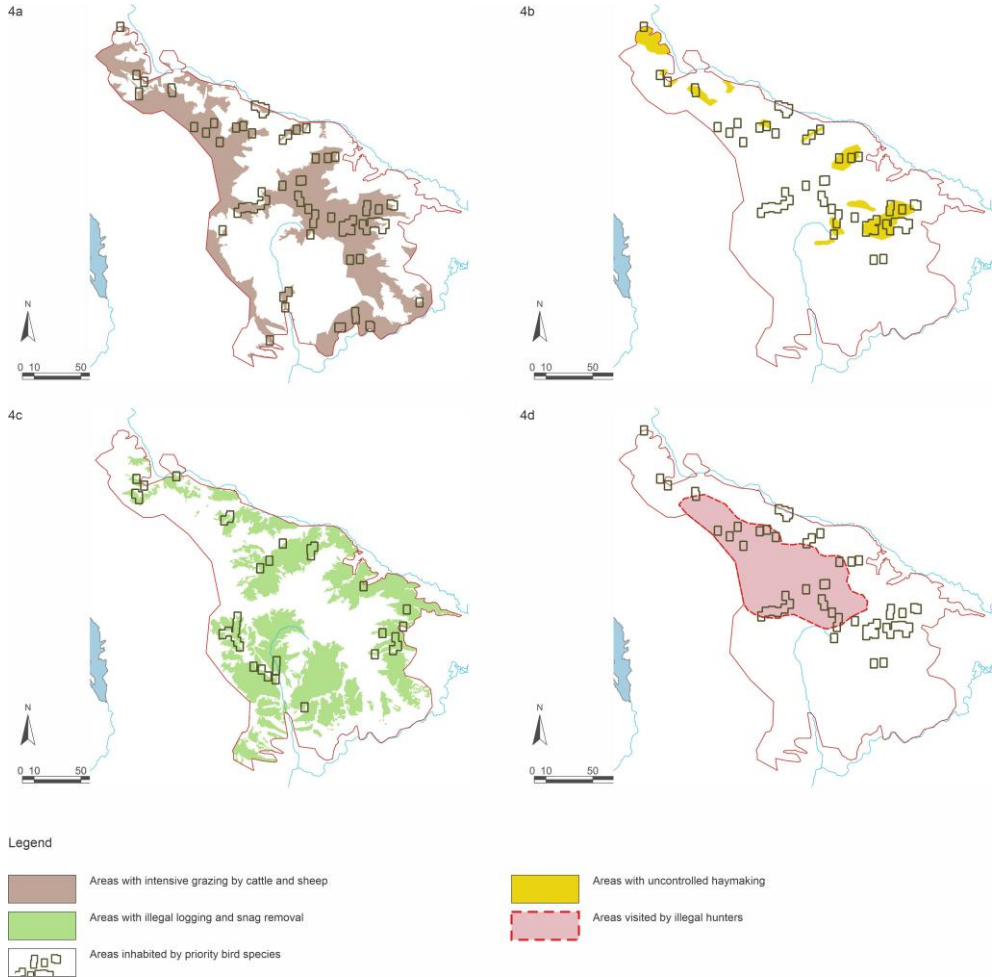 4a
4b
N
0 10 50
N
0 10 50
4c
4d
N
0 10 50
N
0 10 50
Legend
Areas with intensive grazing by cattle and sheep
Areas with uncontrolled haymaking
Areas with illegal logging and snag removal
Areas visited by illegal hunters
Areas inhabited by priority bird species